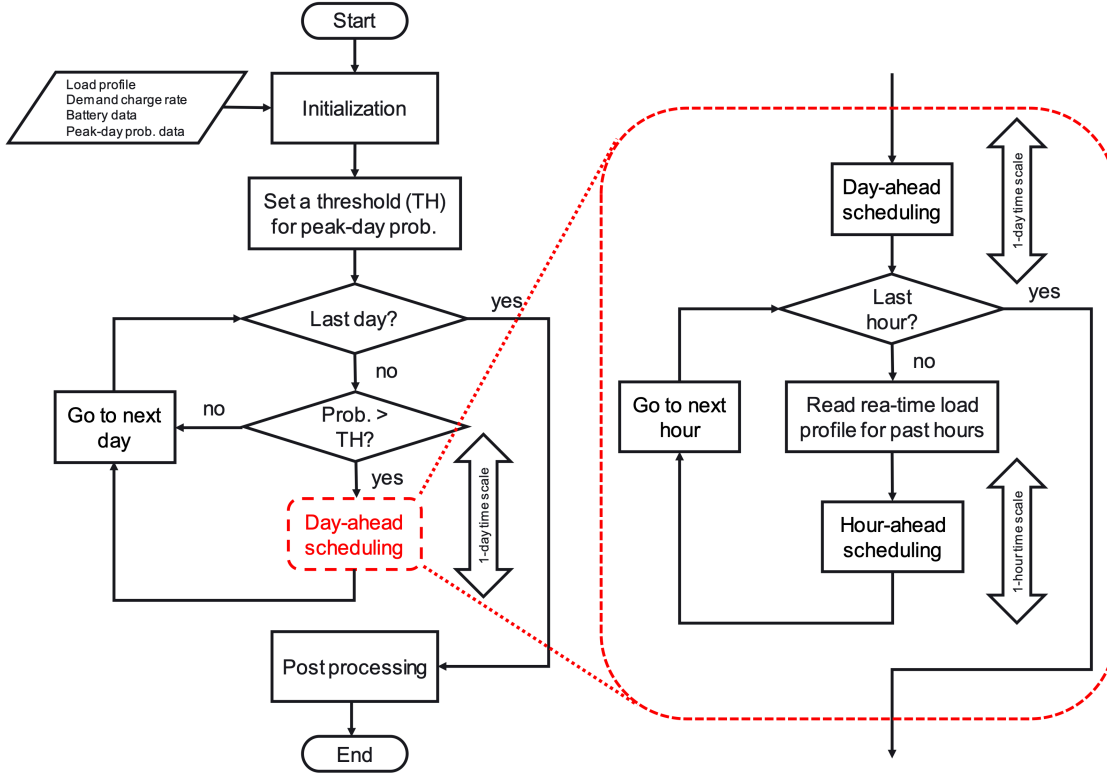 Start
Load profile
Demand charge rate
Battery data
Peak-day prob. data
Initialization
Set a threshold (TH)
for peak-day prob.
Last day?
yes
no
Prob. >
TH?
no
Go to next
day
yes
Day-ahead
scheduling
1-day time scale
Post processing
End
Day-ahead
scheduling
1-day time scale
Last
hour?
yes
no
Go to next
hour
Read rea-time load
profile for past hours
Hour-ahead
scheduling
1-hour time scale